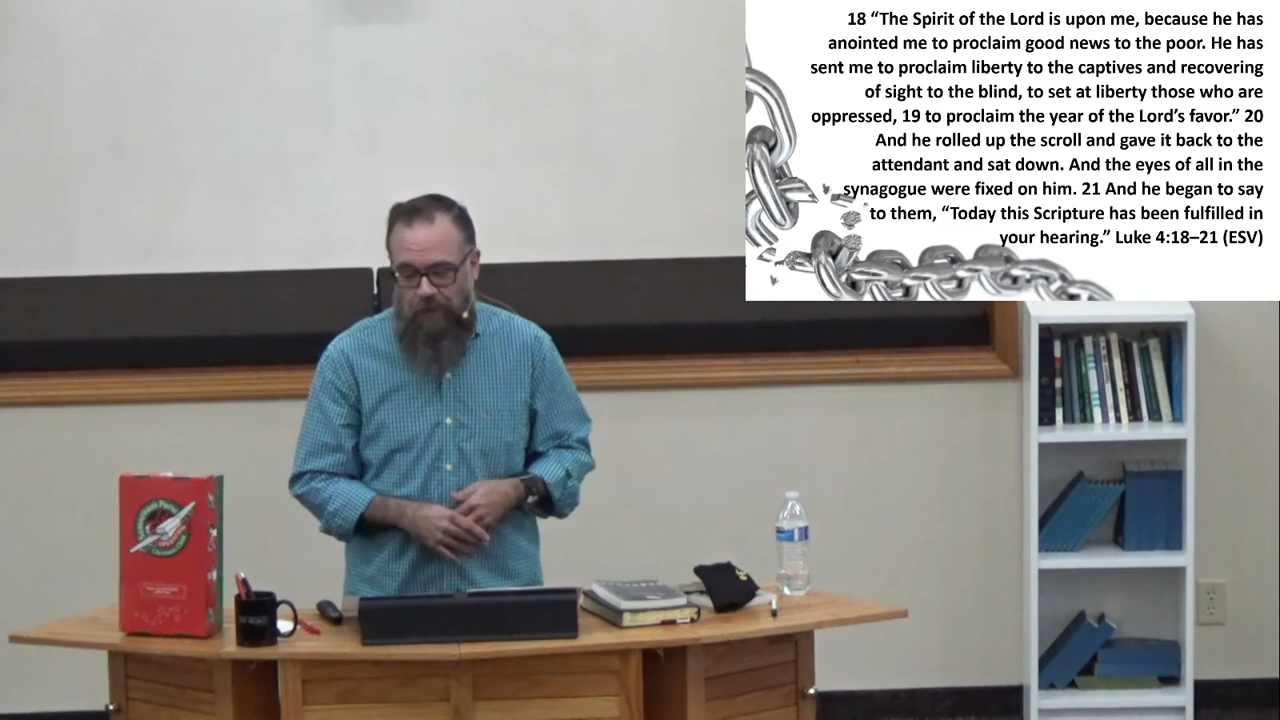 18 “The Spirit of the Lord is upon me, because he has
anointed me to proclaim good news to the poor. He has
sent me to proclaim liberty to the captives and recovering
of sight to the blind, to set at liberty those who are
oppressed, 19 to proclaim the year of the Lord’s favor.” 20
And he rolled up the scroll and gave it back to the
attendant and sat down. And the eyes of all in the
synagogue were fixed on him. 21 And he began to say
to them, “Today this Scripture has been fulfilled in
your hearing.” Luke 4:18–21 (ESV)